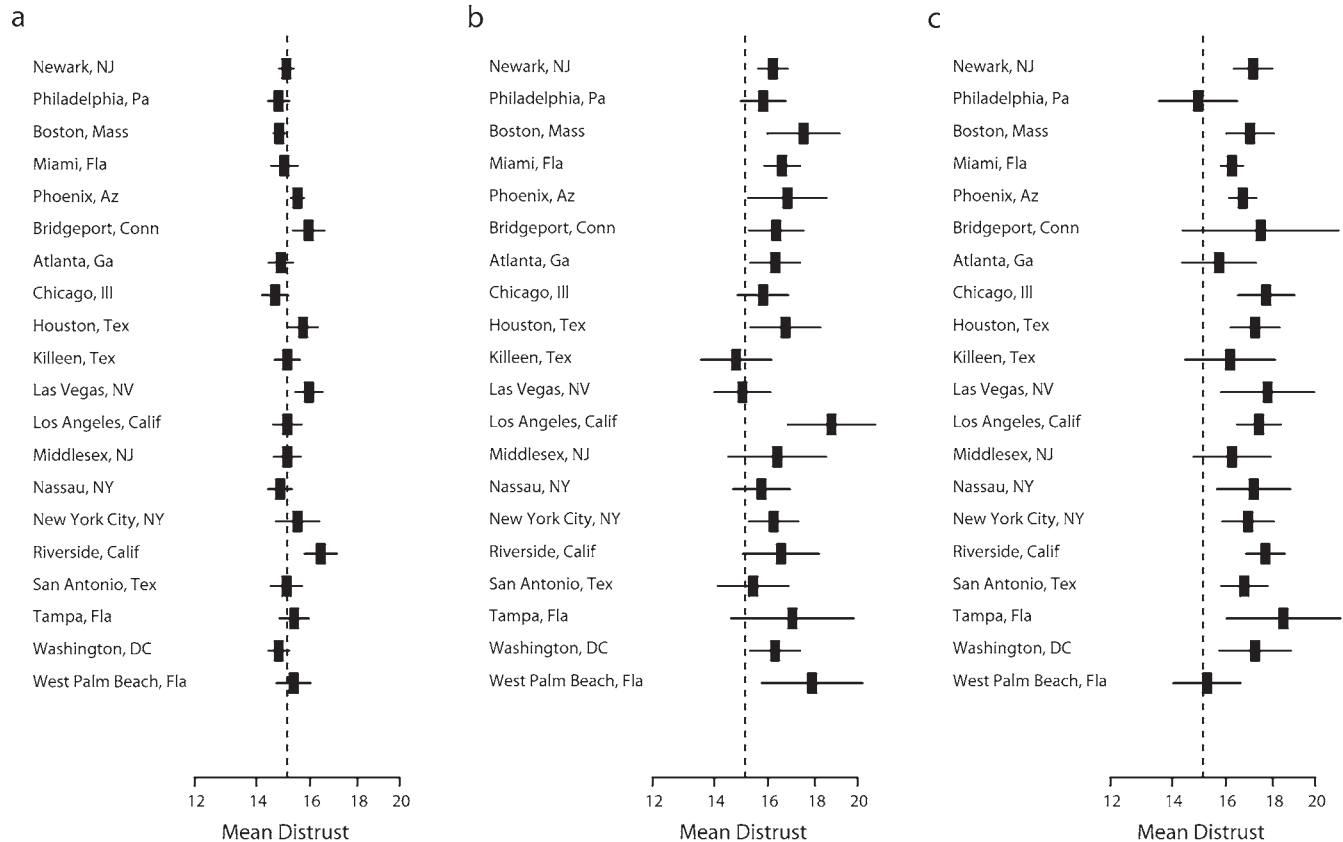 a
Newark, NJ
Philadelphia, Pa
Boston, Mass
Miami, Fla
Phoenix, Az
Bridgeport, Conn
Atlanta, Ga
Chicago, Ill
Houston, Tex
Killeen, Tex
Las Vegas, NV
Los Angeles, Calif
Middlesex, NJ
Nassau, NY
New York City, NY
Riverside, Calif
San Antonio, Tex
Tampa, Fla
Washington, DC
West Palm Beach, Fla
12 14 16 18 20
Mean Distrust
b
Newark, NJ
Philadelphia, Pa
Boston, Mass
Miami, Fla
Phoenix, Az
Bridgeport, Conn
Atlanta, Ga
Chicago, Ill
Houston, Tex
Killeen, Tex
Las Vegas, NV
Los Angeles, Calif
Middlesex, NJ
Nassau, NY
New York City, NY
Riverside, Calif
San Antonio, Tex
Tampa, Fla
Washington, DC
West Palm Beach, Fla
12 14 16 18 20
Mean Distrust
c
Newark, NJ
Philadelphia, Pa
Boston, Mass
Miami, Fla
Phoenix, Az
Bridgeport, Conn
Atlanta, Ga
Chicago, Ill
Houston, Tex
Killeen, Tex
Las Vegas, NV
Los Angeles, Calif
Middlesex, NJ
Nassau, NY
New York City, NY
Riverside, Calif
San Antonio, Tex
Tampa, Fla
Washington, DC
West Palm Beach, Fla
12 14 16 18 20
Mean Distrust